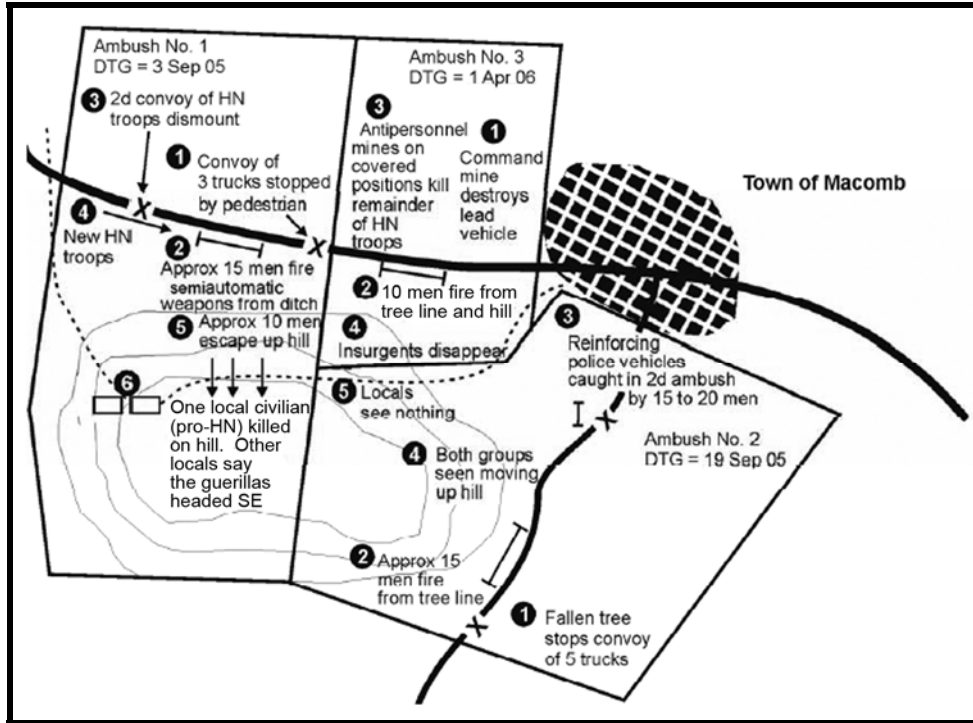 Ambush No. 1
DTG = 3 Sep 05
3 2d convoy of HN
troops dismount
1 Convoy of
3 trucks stopped
by pedestrian
4
New HN
troops
2
Approx 15 men fire
semiautomatic
weapons from ditch
5 Approx 10 men
escape up hill
6
One local civilian
(pro-HN) killed
on hill. Other
locals say
the guerillas
headed SE
Ambush No. 3
DTG = 1 Apr 06
3
Antipersonnel
mines on
covered
positions kill
remainder
of HN
troops
1
Command
mine
destroys
lead
vehicle
2 10 men fire from
tree line and hill
4
Insurgents disappear
5 Locals
see nothing
Town of Macomb
3
Reinforcing
police vehicles
caught in 2d ambush
by 15 to 20 men
Ambush No. 2
DTG = 19 Sep 05
4 Both groups
seen moving
up hill
2 Approx 15
men fire
from tree line
1 Fallen tree
stops convoy
of 5 trucks